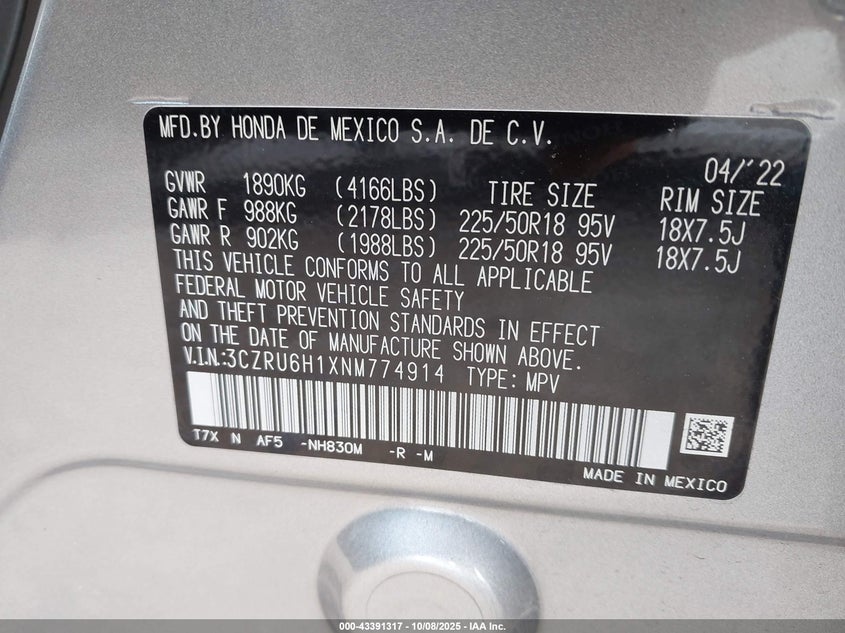 MFD.BY HONDA DE MEXICO S.A. DE C.V.
04/'22
GVWR 1890KG (4166LBS) TIRE SIZE RIM SIZE
GAWR F 988KG (2178LBS) 225/50R18 95V 18X7.5J
GAWR R 902KG (1988LBS) 225/50R18 95V 18X7.5J
THIS VEHICLE CONFORMS TO ALL APPLICABLE
FEDERAL MOTOR VEHICLE SAFETY
AND THEFT PREVENTION STANDARDS IN EFFECT
ON THE DATE OF MANUFACTURE SHOWN ABOVE.
V.I.N.:3CZRU6H1XNM774914 TYPE: MPV
T7X N AF5 -NH830M -R -M
MADE IN MEXICO
000-43391317 | 10/08/2025 | IAA Inc.